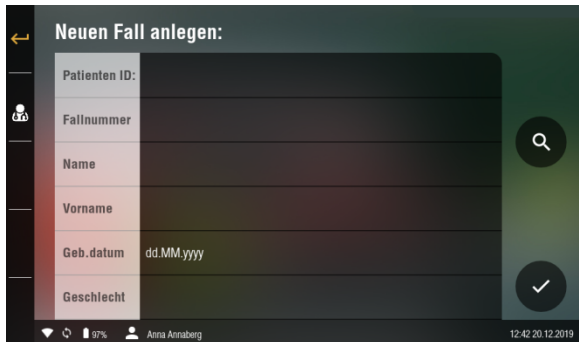 Neuen Fall anlegen:
Patienten ID:
Fallnummer
Name
Vorname
Geb.datum dd.MM.yyyy
Geschlecht
97% Anna Annaberg 12:42 20.12.2019